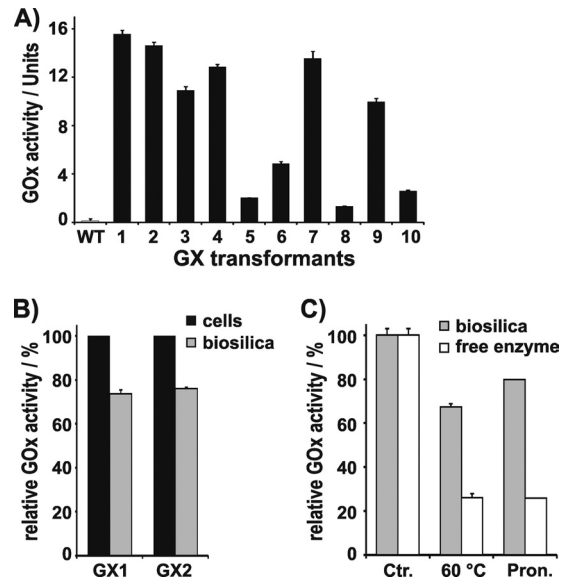 A)
GOx activity / Units
16
12
8
4
0
WT 1 2 3 4 5 6 7 8 9 10
GX transformants
B)
cells
biosilica
relative GOx activity / %
100
80
60
40
20
0
GX1 GX2
C)
biosilica
free enzyme
relative GOx activity / %
100
80
60
40
20
0
Ctr. 60 °C Pron.